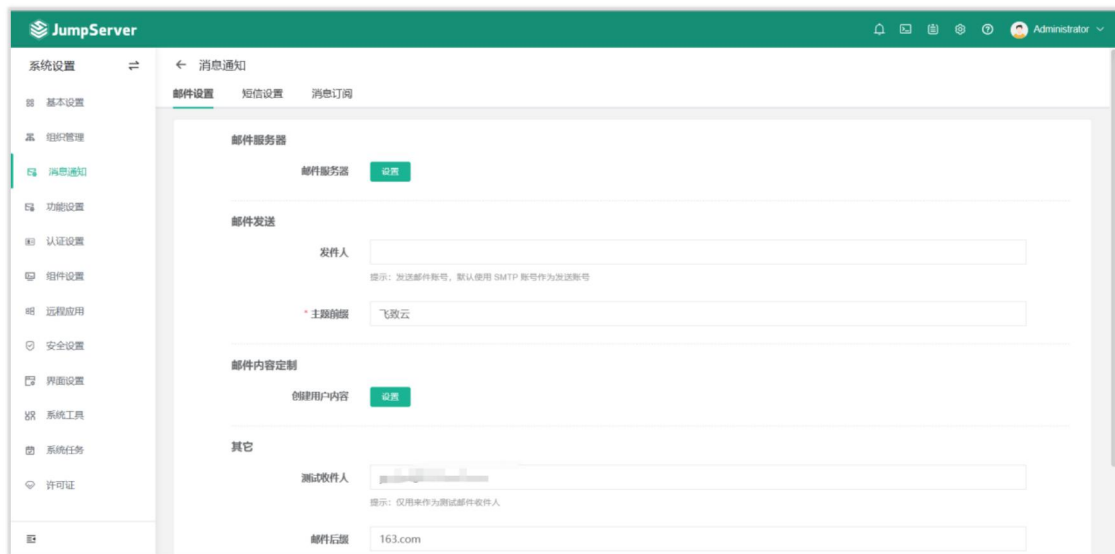 JumpServer
Administrator
系统设置
消息通知
基本设置
组织管理
消息通知
功能设置
认证设置
组件设置
远程应用
安全设置
界面设置
系统工具
系统任务
许可证
邮件设置 短信设置 消息订阅
邮件服务器
邮件服务器 设置
邮件发送
发件人
提示：发送邮件账号，默认使用 SMTP 账号作为发送账号
* 主题前缀 飞致云
邮件内容定制
创建用户内容 设置
其它
测试收件人
提示：仅用来作为测试邮件收件人
邮件后缀 163.com